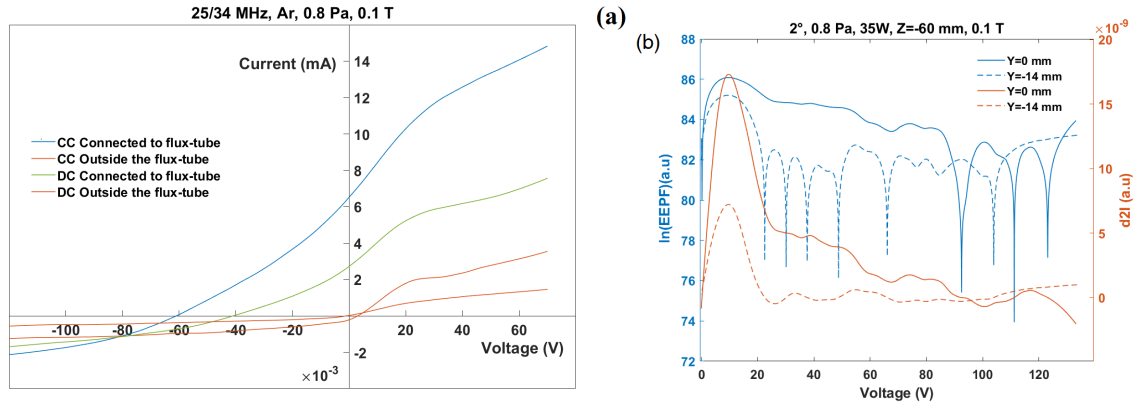 25/34 MHz, Ar, 0.8 Pa, 0.1 T
Current (mA)
14
12
10
8
6
4
2
-2
CC Connected to flux-tube
CC Outside the flux-tube
DC Connected to flux-tube
DC Outside the flux-tube
-100 -80 -60 -40 -20 0 20 40 60
Voltage (V)
×10⁻³
(a)
(b)
2°, 0.8 Pa, 35W, Z=-60 mm, 0.1 T
×10⁻⁹
88
86
84
82
80
78
76
74
72
ln(EEPF)(a.u)
Y=0 mm
Y=-14 mm
Y=0 mm
Y=-14 mm
20
15
10
5
0
d2I (a.u)
0 20 40 60 80 100 120 140
Voltage (V)